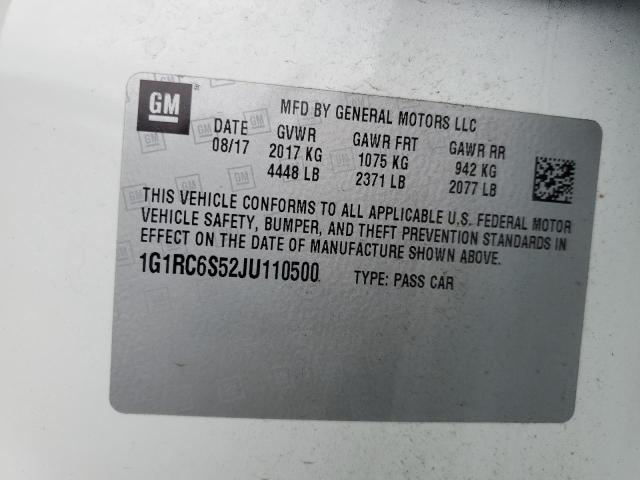 GM
MFD BY GENERAL MOTORS LLC
DATE GVWR GAWR FRT GAWR RR
08/17 2017 KG 1075 KG 942 KG
4448 LB 2371 LB 2077 LB
THIS VEHICLE CONFORMS TO ALL APPLICABLE U.S. FEDERAL MOTOR
VEHICLE SAFETY, BUMPER, AND THEFT PREVENTION STANDARDS IN
EFFECT ON THE DATE OF MANUFACTURE SHOWN ABOVE.
1G1RC6S52JU110500 TYPE: PASS CAR